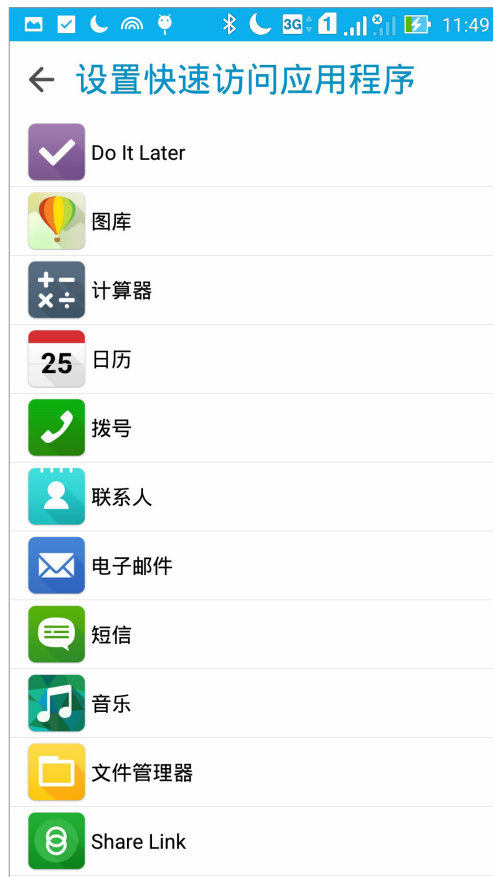 3G 1 11:49
设置快速访问应用程序
Do It Later
图库
计算器
25 日历
拨号
联系人
电子邮件
短信
音乐
文件管理器
Share Link